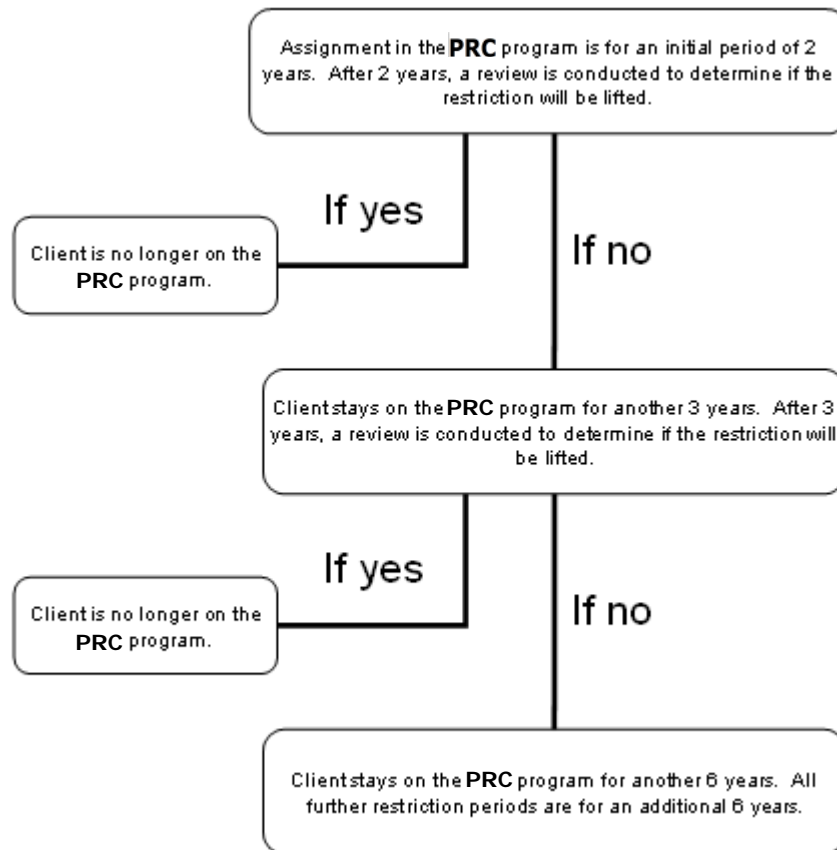 Assignment in the PRC program is for an initial period of 2
years. After 2 years, a review is conducted to determine if the
restriction will be lifted.
If yes
If no
Client is no longer on the
PRC program.
Client stays on the PRC program for another 3 years. After 3
years, a review is conducted to determine if the restriction will
be lifted.
If yes
If no
Client is no longer on the
PRC program.
Client stays on the PRC program for another 6 years. All
further restriction periods are for an additional 6 years.